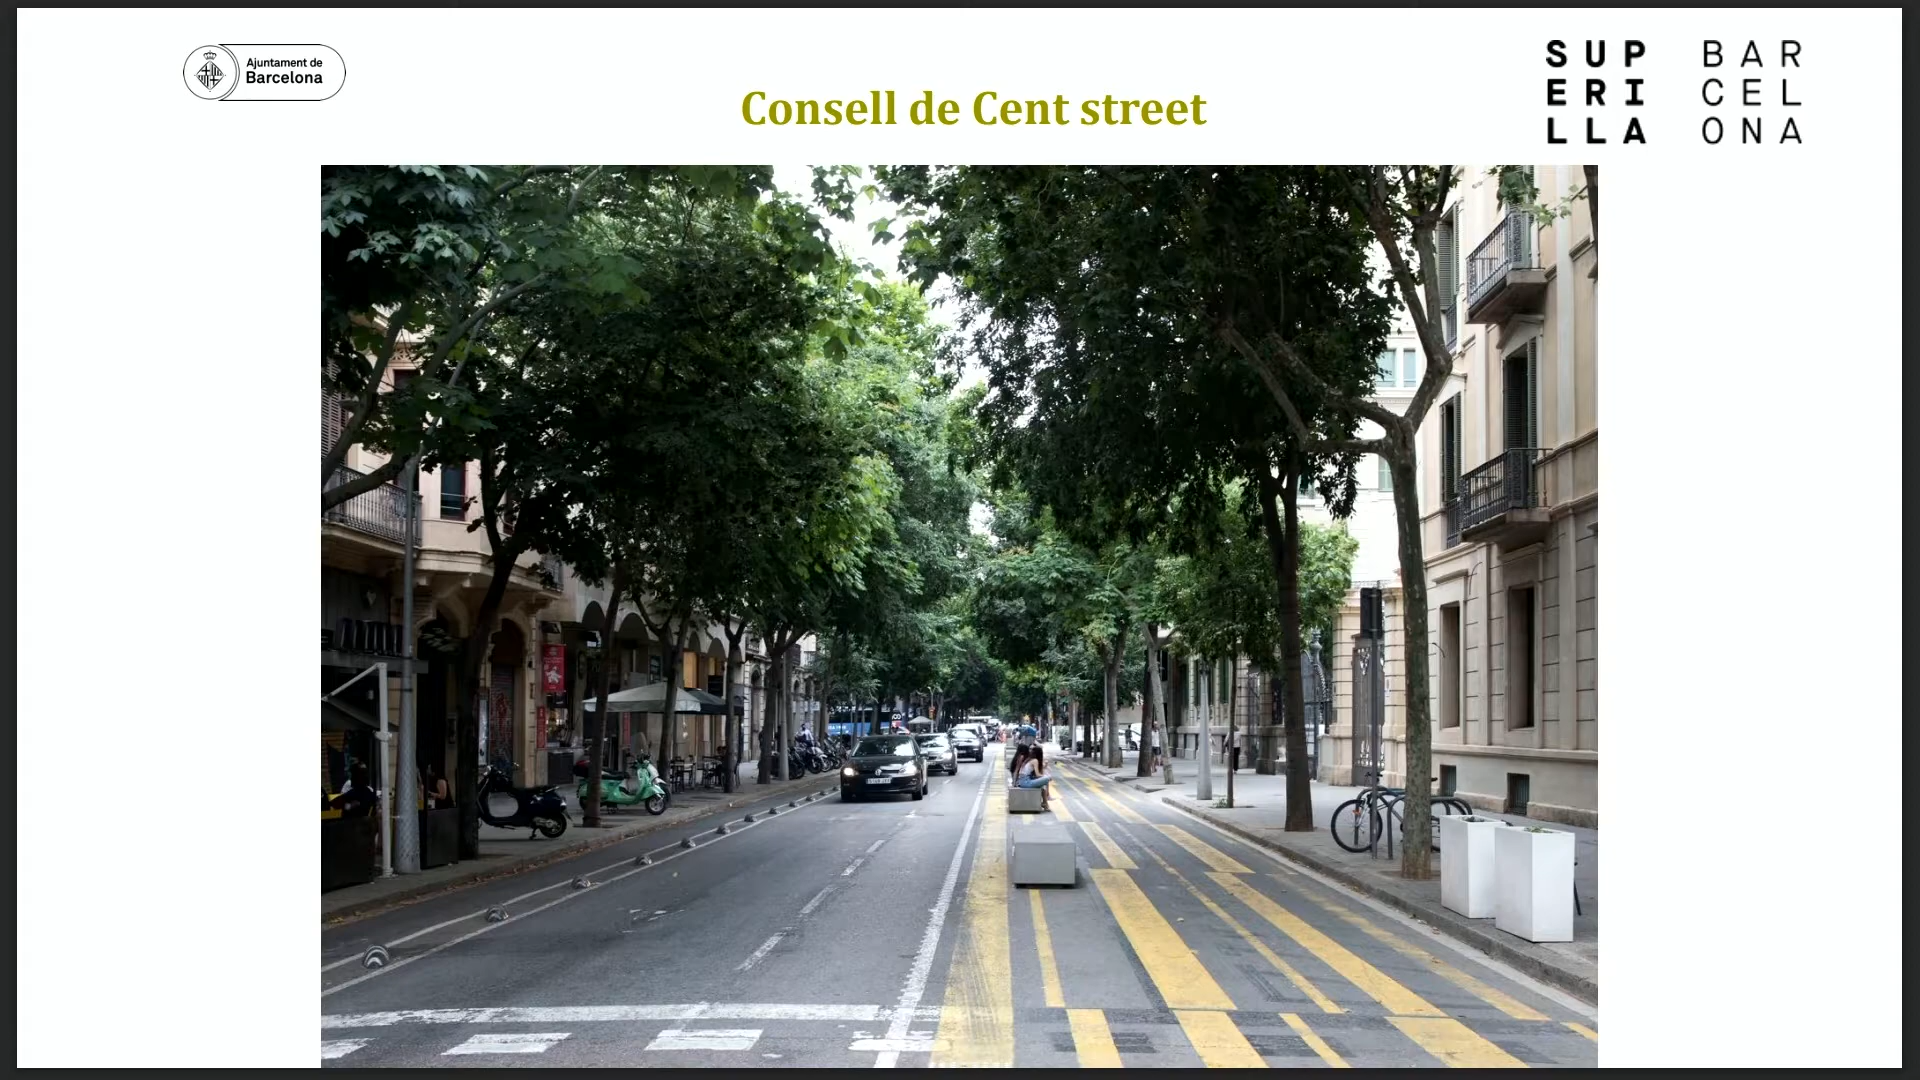 Ajuntament de
Barcelona
Consell de Cent street
SUP
ERI
LLA
BAR
CEL
ONA